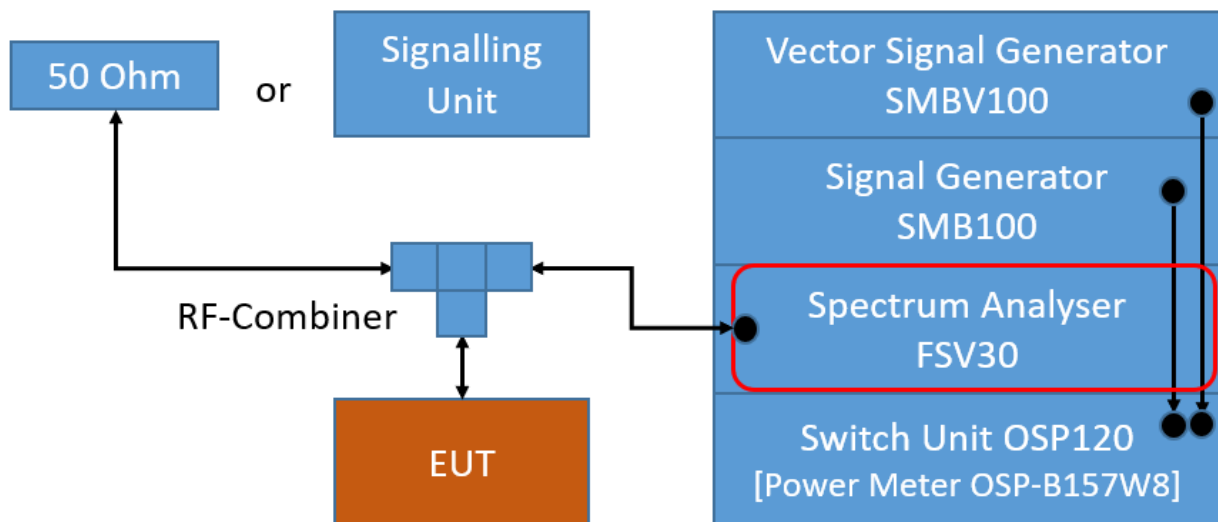 50 Ohm
or
Signalling
Unit
Vector Signal Generator
SMBV100
Signal Generator
SMB100
RF-Combiner
Spectrum Analyser
FSV30
EUT
Switch Unit OSP120
[Power Meter OSP-B157W8]